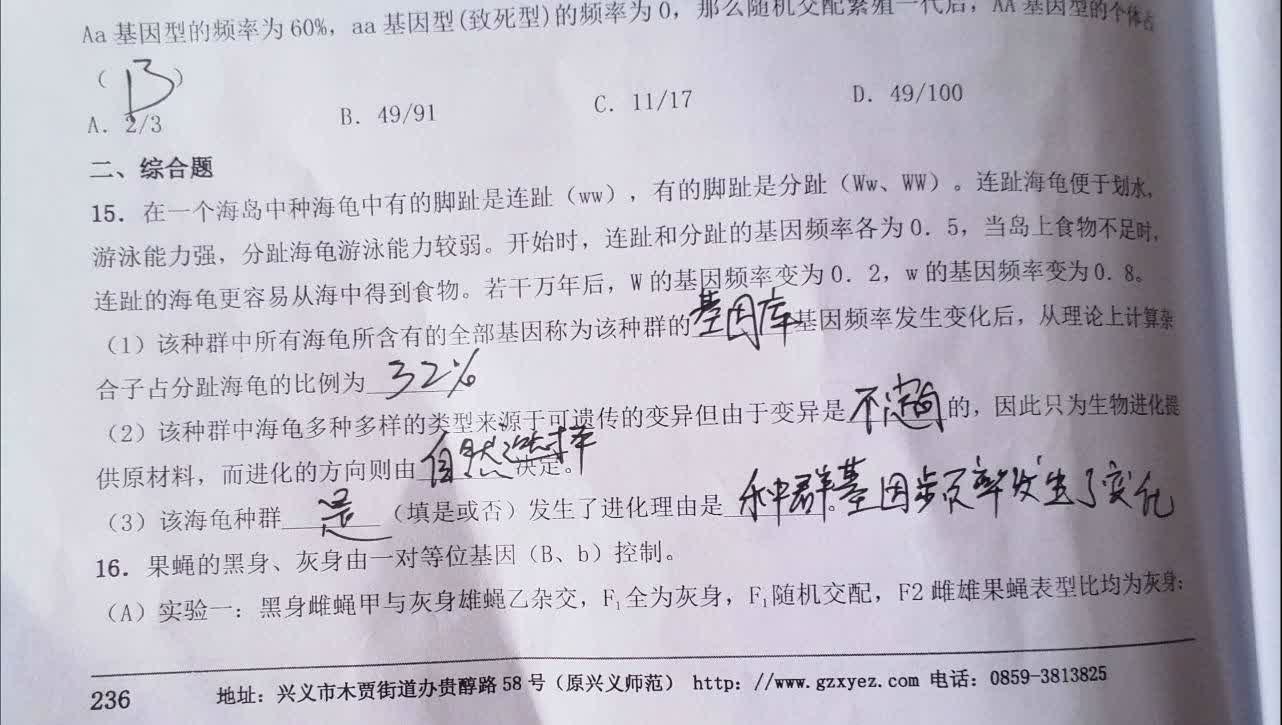 Aa 基因型的频率为 60%，aa 基因型(致死型)的频率为 0，那么随机交配繁殖一代后，AA 基因型的个体占
（ B ）
A. 2/3 B. 49/91 C. 11/17 D. 49/100
二、综合题
15. 在一个海岛中种海龟中有的脚趾是连趾（ww），有的脚趾是分趾（Ww、WW）。连趾海龟便于划水，
游泳能力强，分趾海龟游泳能力较弱。开始时，连趾和分趾的基因频率各为 0．5，当岛上食物不足时，
连趾的海龟更容易从海中得到食物。若干万年后，W 的基因频率变为 0．2，w 的基因频率变为 0．8。
（1）该种群中所有海龟所含有的全部基因称为该种群的 基因库 基因频率发生变化后，从理论上计算杂
合子占分趾海龟的比例为 32%
（2）该种群中海龟多种多样的类型来源于可遗传的变异但由于变异是 不定向 的，因此只为生物进化提
供原材料，而进化的方向则由 自然选择 决定。
（3）该海龟种群 是 （填是或否）发生了进化理由是 种群基因频率发生了变化 。
16. 果蝇的黑身、灰身由一对等位基因（B、b）控制。
（A）实验一：黑身雌蝇甲与灰身雄蝇乙杂交，F₁全为灰身，F₁随机交配，F2 雌雄果蝇表型比均为灰身：
236 地址：兴义市木贾街道办贵醇路 58 号（原兴义师范） http：//www.gzxyez.com 电话：0859-3813825